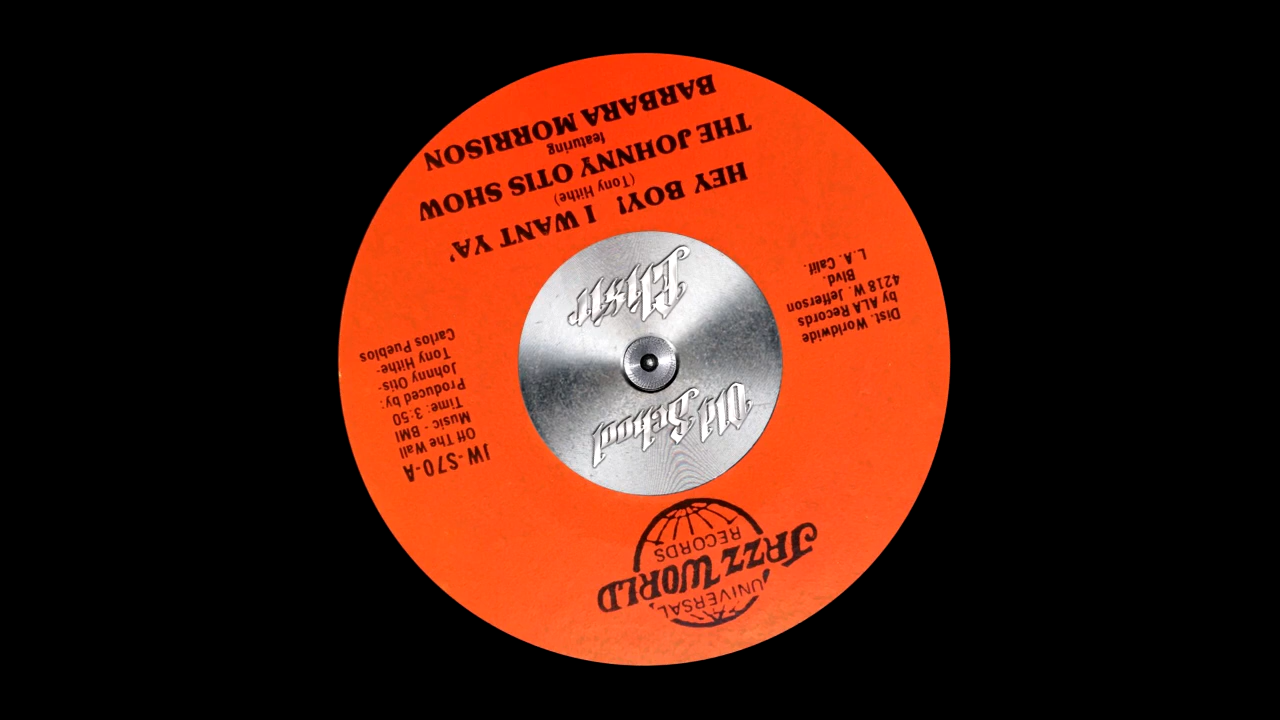 UNIVERSAL
JAZZ WORLD
RECORDS
JW-S70-A
Off The Wall
Music - BMI
Time: 3:50
Produced by:
Johnny Otis-
Tony Hithe-
Carlos Pueblos
Old School
Elixir
Dist. Worldwide
by ALA Records
4218 W. Jefferson
Blvd.
L.A. Calif.
HEY BOY! I WANT YA'
(Tony Hithe)
THE JOHNNY OTIS SHOW
featuring
BARBARA MORRISON